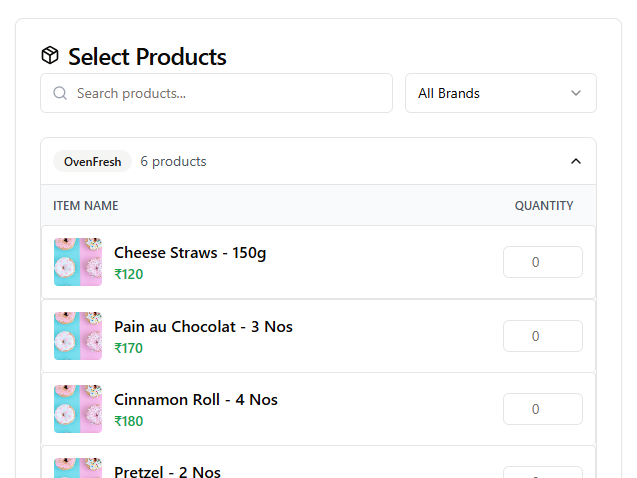 Select Products
Search products...
All Brands
OvenFresh 6 products
ITEM NAME QUANTITY
Cheese Straws - 150g
₹120
0
Pain au Chocolat - 3 Nos
₹170
0
Cinnamon Roll - 4 Nos
₹180
0
Pretzel - 2 Nos